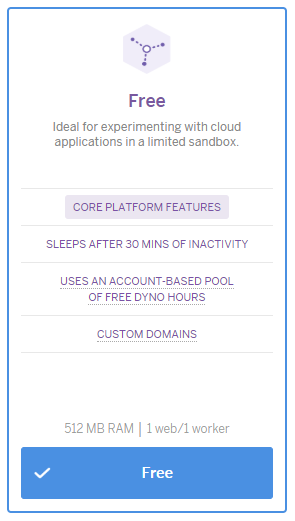 Free
Ideal for experimenting with cloud
applications in a limited sandbox.
CORE PLATFORM FEATURES
SLEEPS AFTER 30 MINS OF INACTIVITY
USES AN ACCOUNT-BASED POOL
OF FREE DYNO HOURS
CUSTOM DOMAINS
512 MB RAM | 1 web/1 worker
Free